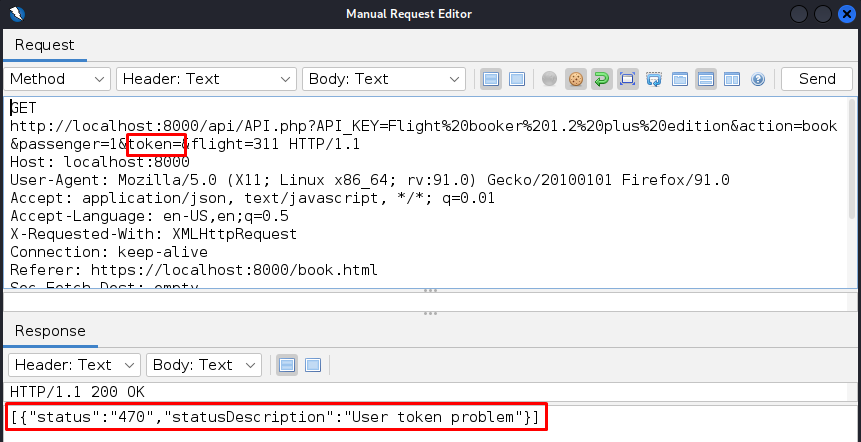 Manual Request Editor
Request
Method Header: Text Body: Text Send
GET
http://localhost:8000/api/API.php?API_KEY=Flight%20booker%201.2%20plus%20edition&action=book
&passenger=1&token=&flight=311 HTTP/1.1
Host: localhost:8000
User-Agent: Mozilla/5.0 (X11; Linux x86_64; rv:91.0) Gecko/20100101 Firefox/91.0
Accept: application/json, text/javascript, */*; q=0.01
Accept-Language: en-US,en;q=0.5
X-Requested-With: XMLHttpRequest
Connection: keep-alive
Referer: https://localhost:8000/book.html
Sec-Fetch-Dest: empty
Response
Header: Text Body: Text
HTTP/1.1 200 OK
[{"status":"470","statusDescription":"User token problem"}]